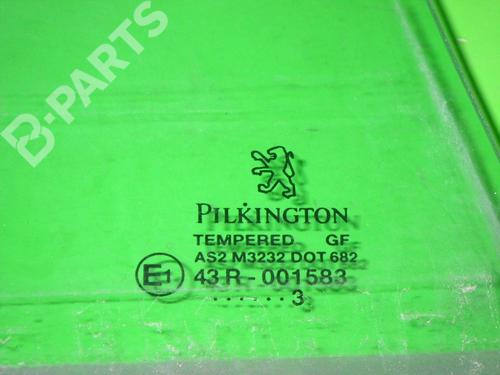 B-PARTS
PILKINGTON
TEMPERED GF
AS2 M3232 DOT 682
E1 43 R - 001583
. . . . . . 3